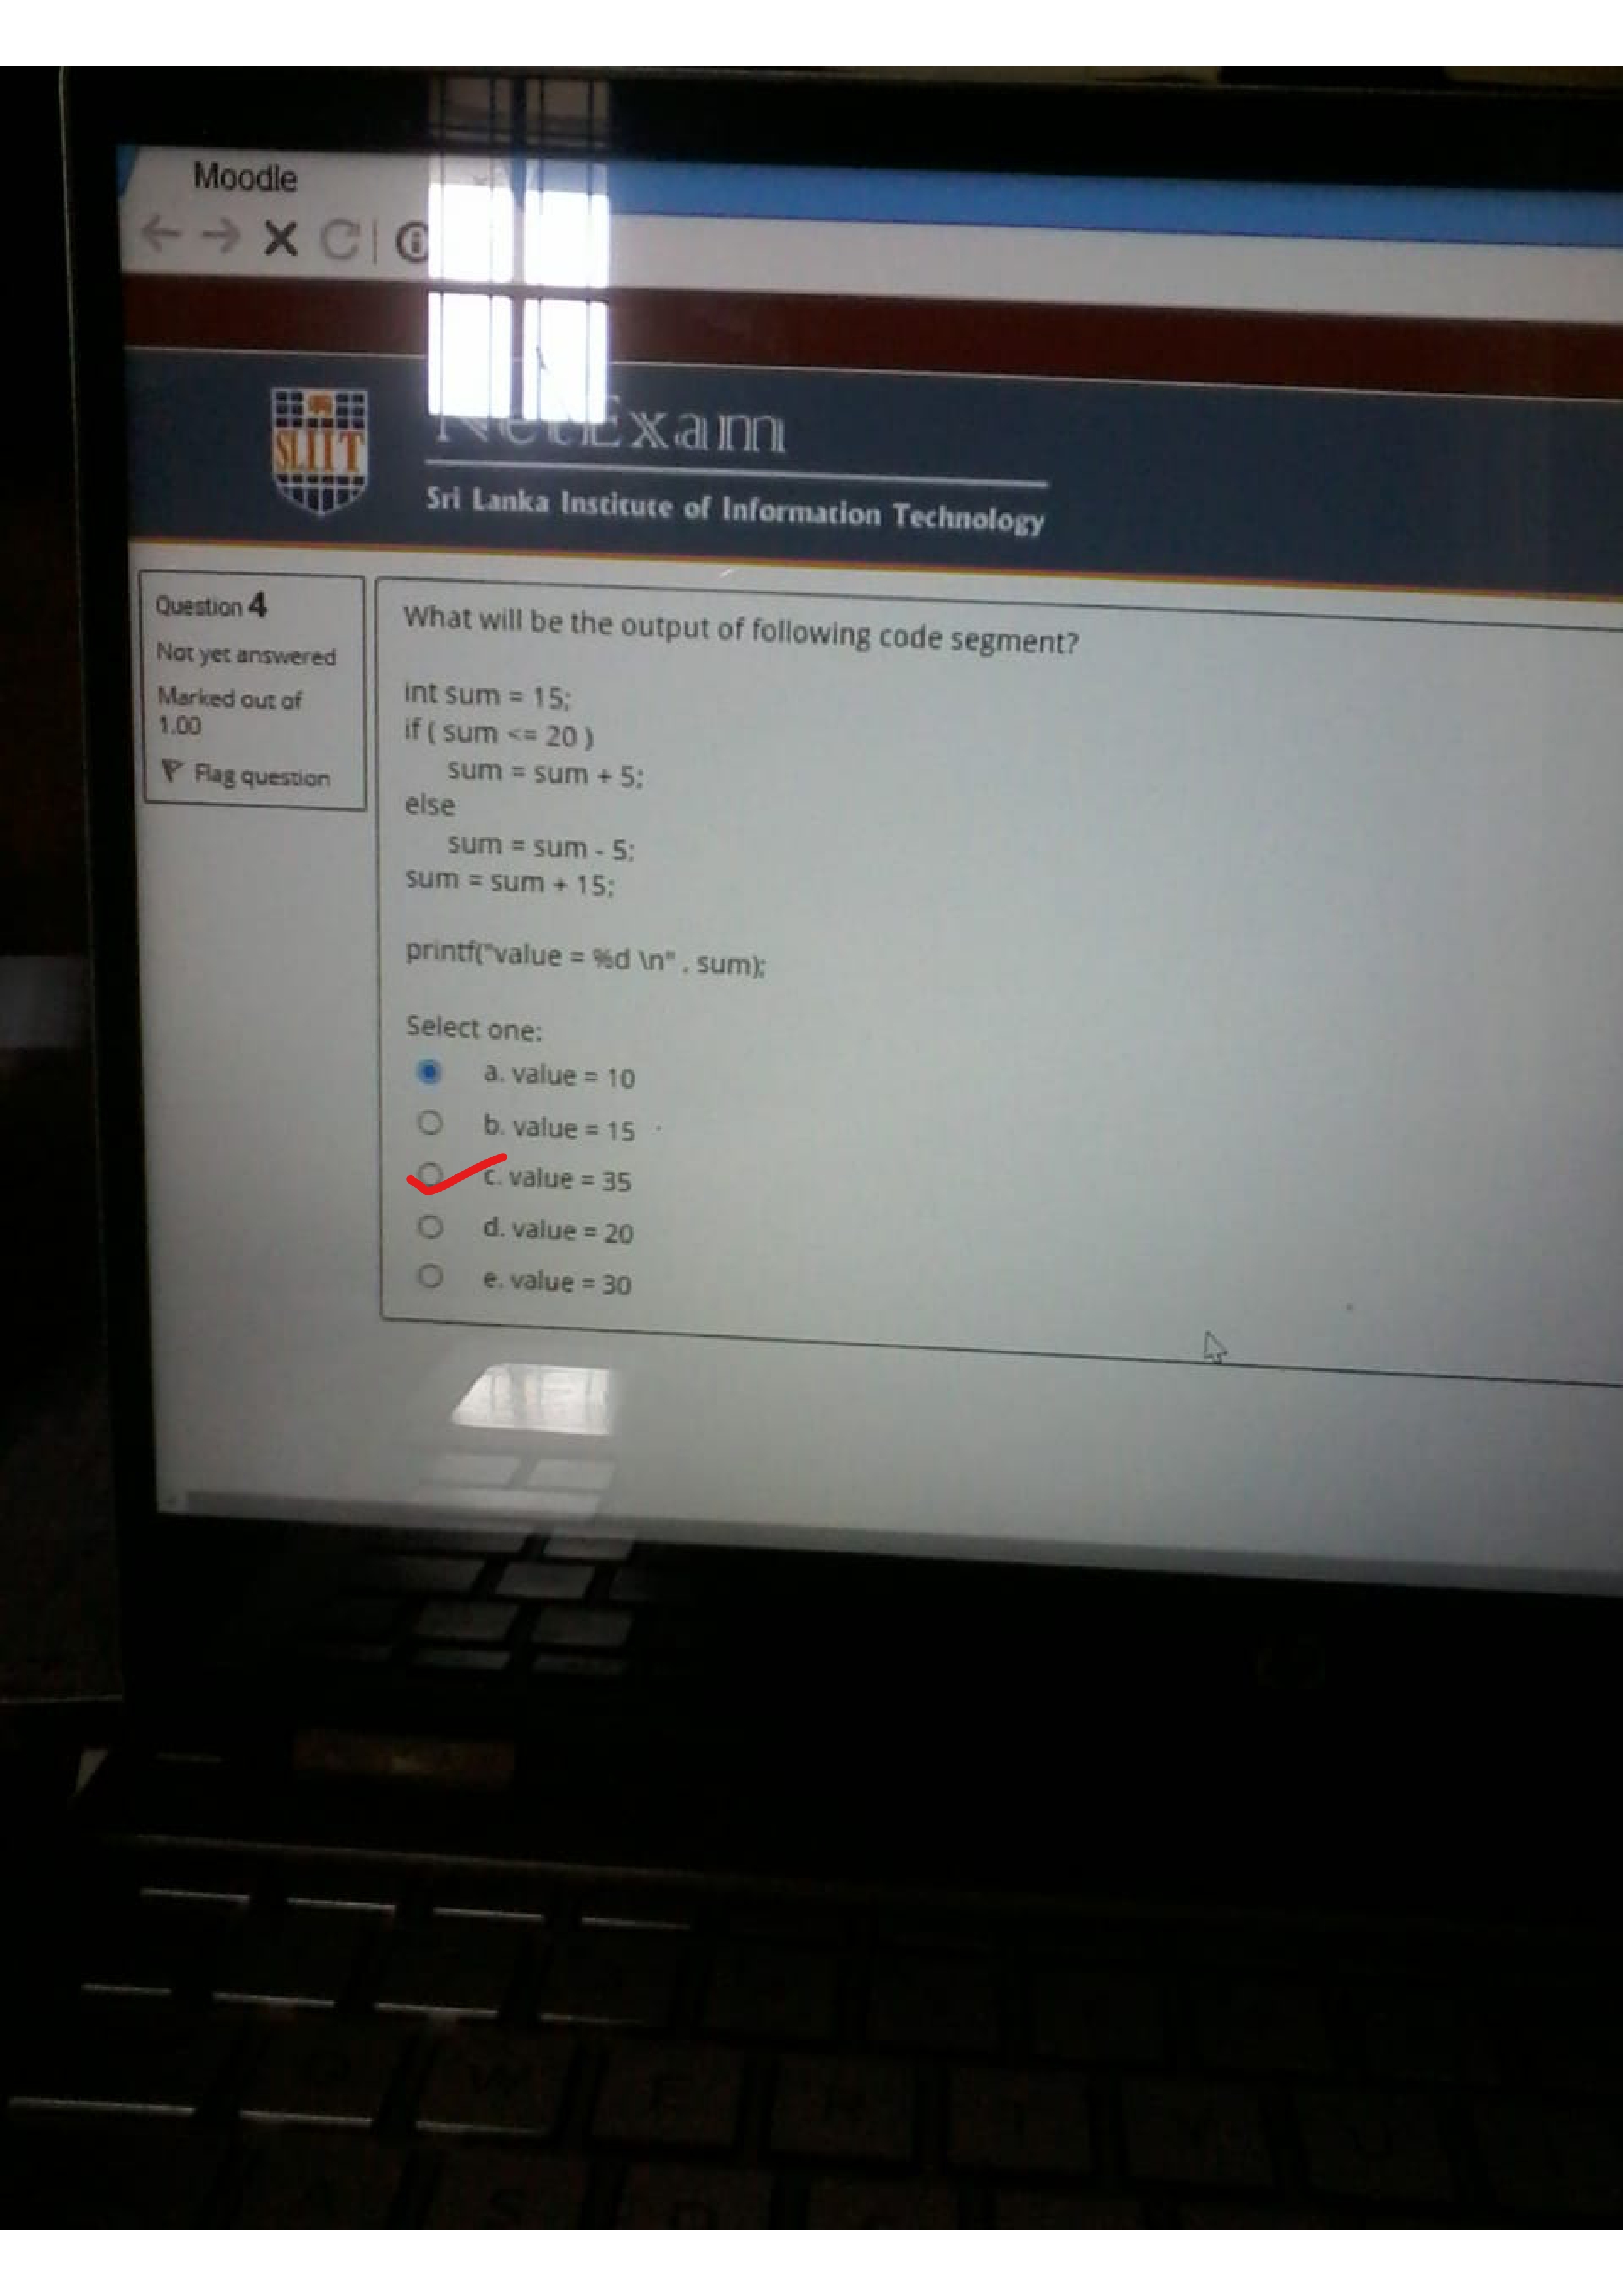 Moodle
SLIIT
NetExam
Sri Lanka Institute of Information Technology
Question 4
Not yet answered
Marked out of
1.00
Flag question
What will be the output of following code segment?
int sum = 15;
if ( sum <= 20 )
sum = sum + 5;
else
sum = sum - 5;
sum = sum + 15;
printf("value = %d \n" , sum);
Select one:
a. value = 10
b. value = 15
c. value = 35
d. value = 20
e. value = 30